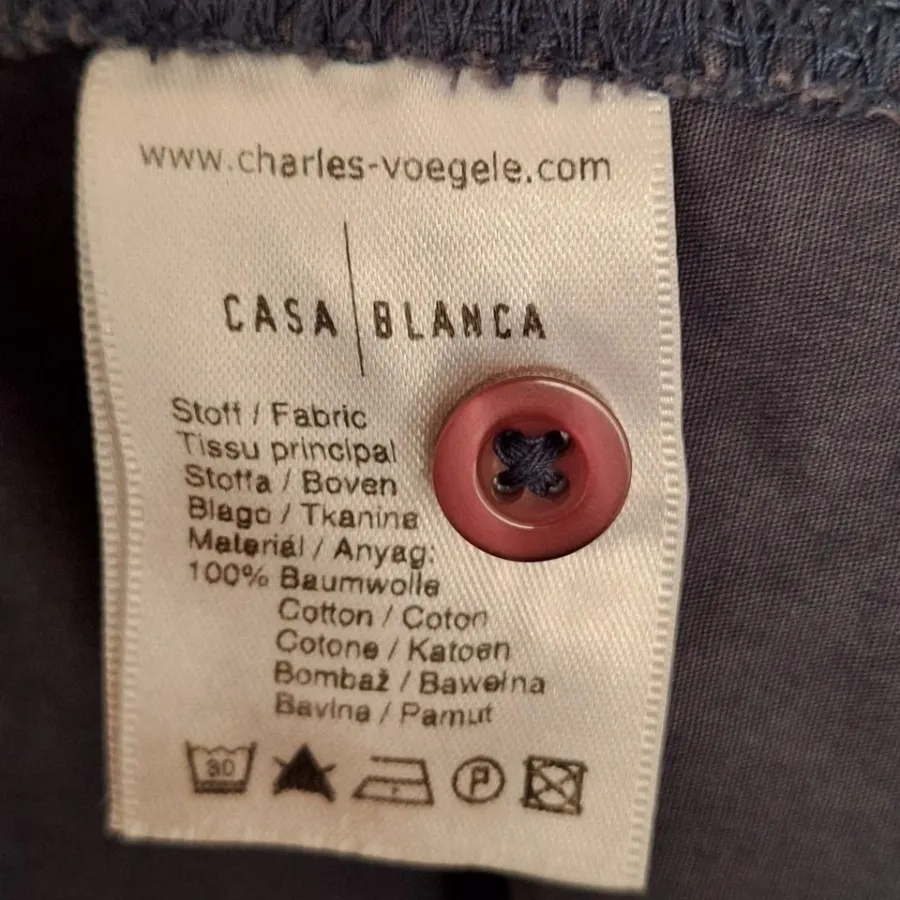 www.charles-voegele.com
CASA BLANCA
Stoff / Fabric
Tissu principal
Stoffa / Boven
Blago / Tkanina
Materiál / Anyag:
100% Baumwolle
Cotton / Coton
Cotone / Katoen
Bombaž / Bawełna
Bavlna / Pamut
30
P